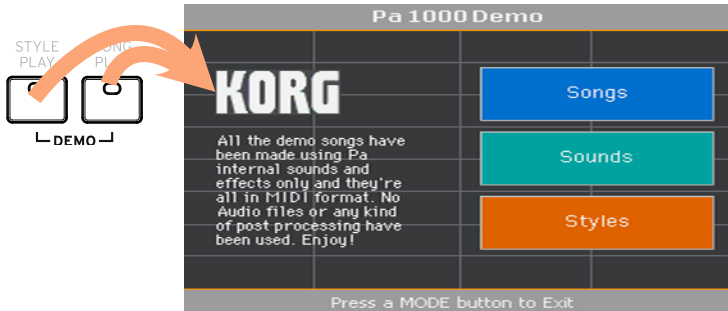 Pa 1000 Demo
STYLE
PLAY
SONG
DEMO
KORG
All the demo songs have
been made using Pa
internal sounds and
effects only and they're
all in MIDI format. No
Audio files or any kind
of post processing have
been used. Enjoy!
Songs
Sounds
Styles
Press a MODE button to Exit